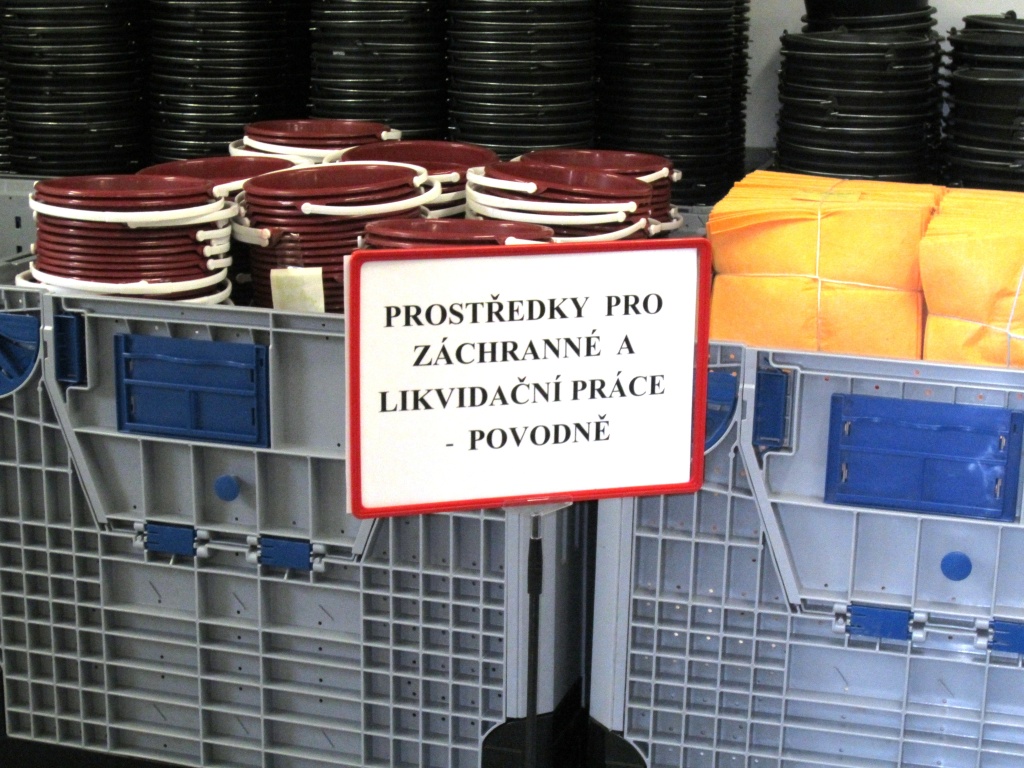 PROSTŘEDKY PRO
ZÁCHRANNÉ A
LIKVIDAČNÍ PRÁCE
- POVODNĚ